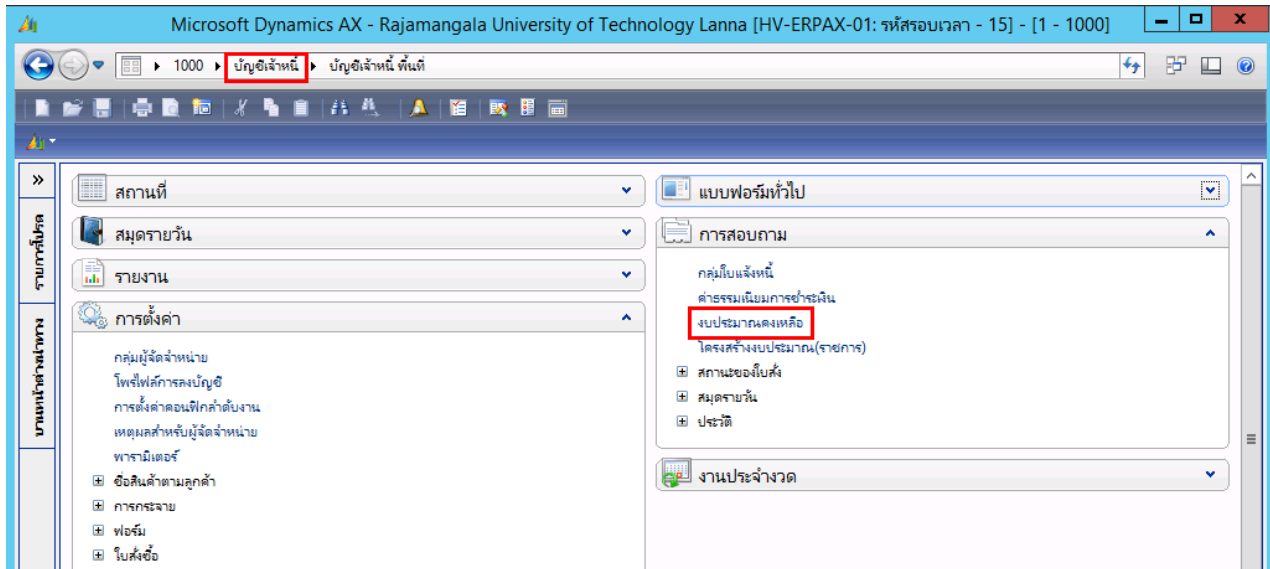 Microsoft Dynamics AX - Rajamangala University of Technology Lanna [HV-ERPAX-01: รหัสรอบเวลา - 15] - [1 - 1000]
1000 บัญชีเจ้าหนี้ บัญชีเจ้าหนี้ พื้นที่
รายการโปรด
บานหน้าต่างนำทาง
สถานที่
สมุดรายวัน
รายงาน
การตั้งค่า
กลุ่มผู้จัดจำหน่าย
โพรไฟล์การลงบัญชี
การตั้งค่าคอนฟิกลำดับงาน
เหตุผลสำหรับผู้จัดจำหน่าย
พารามิเตอร์
ชื่อสินค้าตามลูกค้า
การกระจาย
ฟอร์ม
ใบสั่งซื้อ
แบบฟอร์มทั่วไป
การสอบถาม
กลุ่มใบแจ้งหนี้
ค่าธรรมเนียมการชำระเงิน
งบประมาณคงเหลือ
โครงสร้างงบประมาณ(ราชการ)
สถานะของใบสั่ง
สมุดรายวัน
ประวัติ
งานประจำงวด